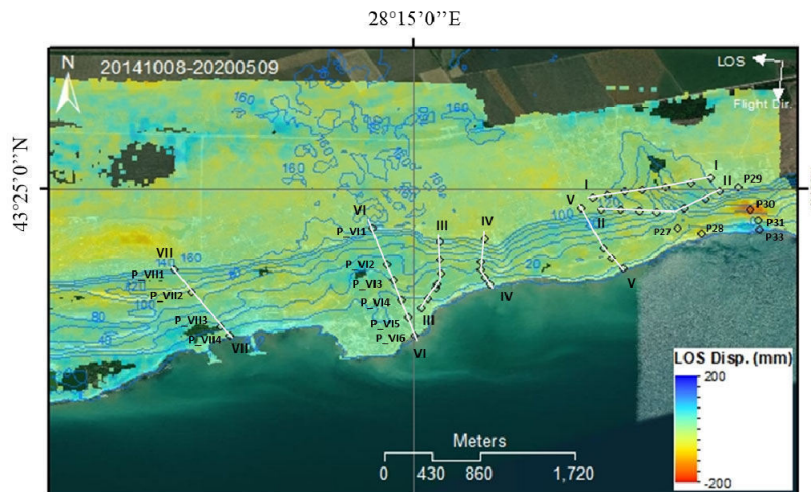 28°15’0’’E
43°25’0’’N
N
20141008-20200509
LOS
Flight Dir.
160
160
160
I
I
II
P29
VI
V
120
P_VI1
III
IV
100
II
P30
P27
P28
P31
P33
VII
140
160
P_VI2
P_VII1
120
P_VII2
100
P_VI3
20
V
P_VI4
III
IV
80
P_VII3
P_VI5
40
P_VII4
VII
P_VI6
VI
LOS Disp. (mm)
200
-200
Meters
0 430 860 1,720